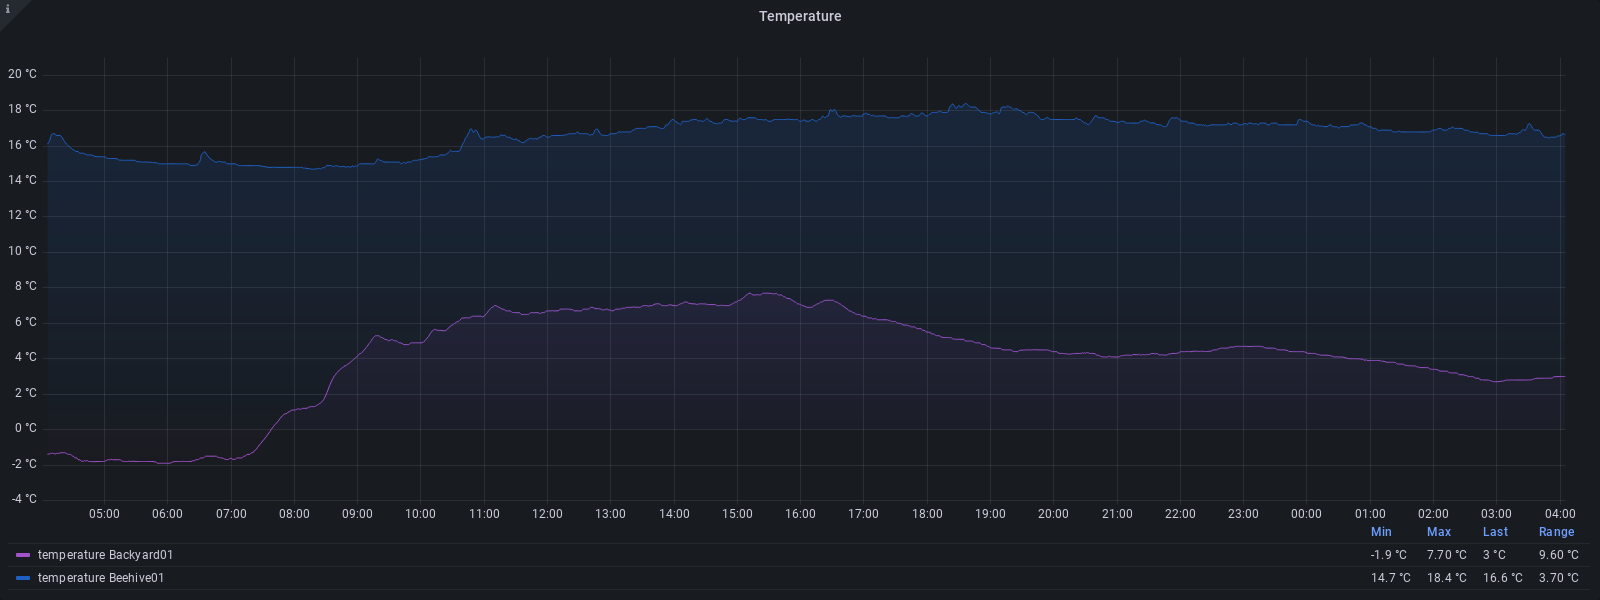 i
Temperature
20 °C
18 °C
16 °C
14 °C
12 °C
10 °C
8 °C
6 °C
4 °C
2 °C
0 °C
-2 °C
-4 °C
05:00 06:00 07:00 08:00 09:00 10:00 11:00 12:00 13:00 14:00 15:00 16:00 17:00 18:00 19:00 20:00 21:00 22:00 23:00 00:00 01:00 02:00 03:00 04:00
Min Max Last Range
temperature Backyard01 -1.9 °C 7.70 °C 3 °C 9.60 °C
temperature Beehive01 14.7 °C 18.4 °C 16.6 °C 3.70 °C